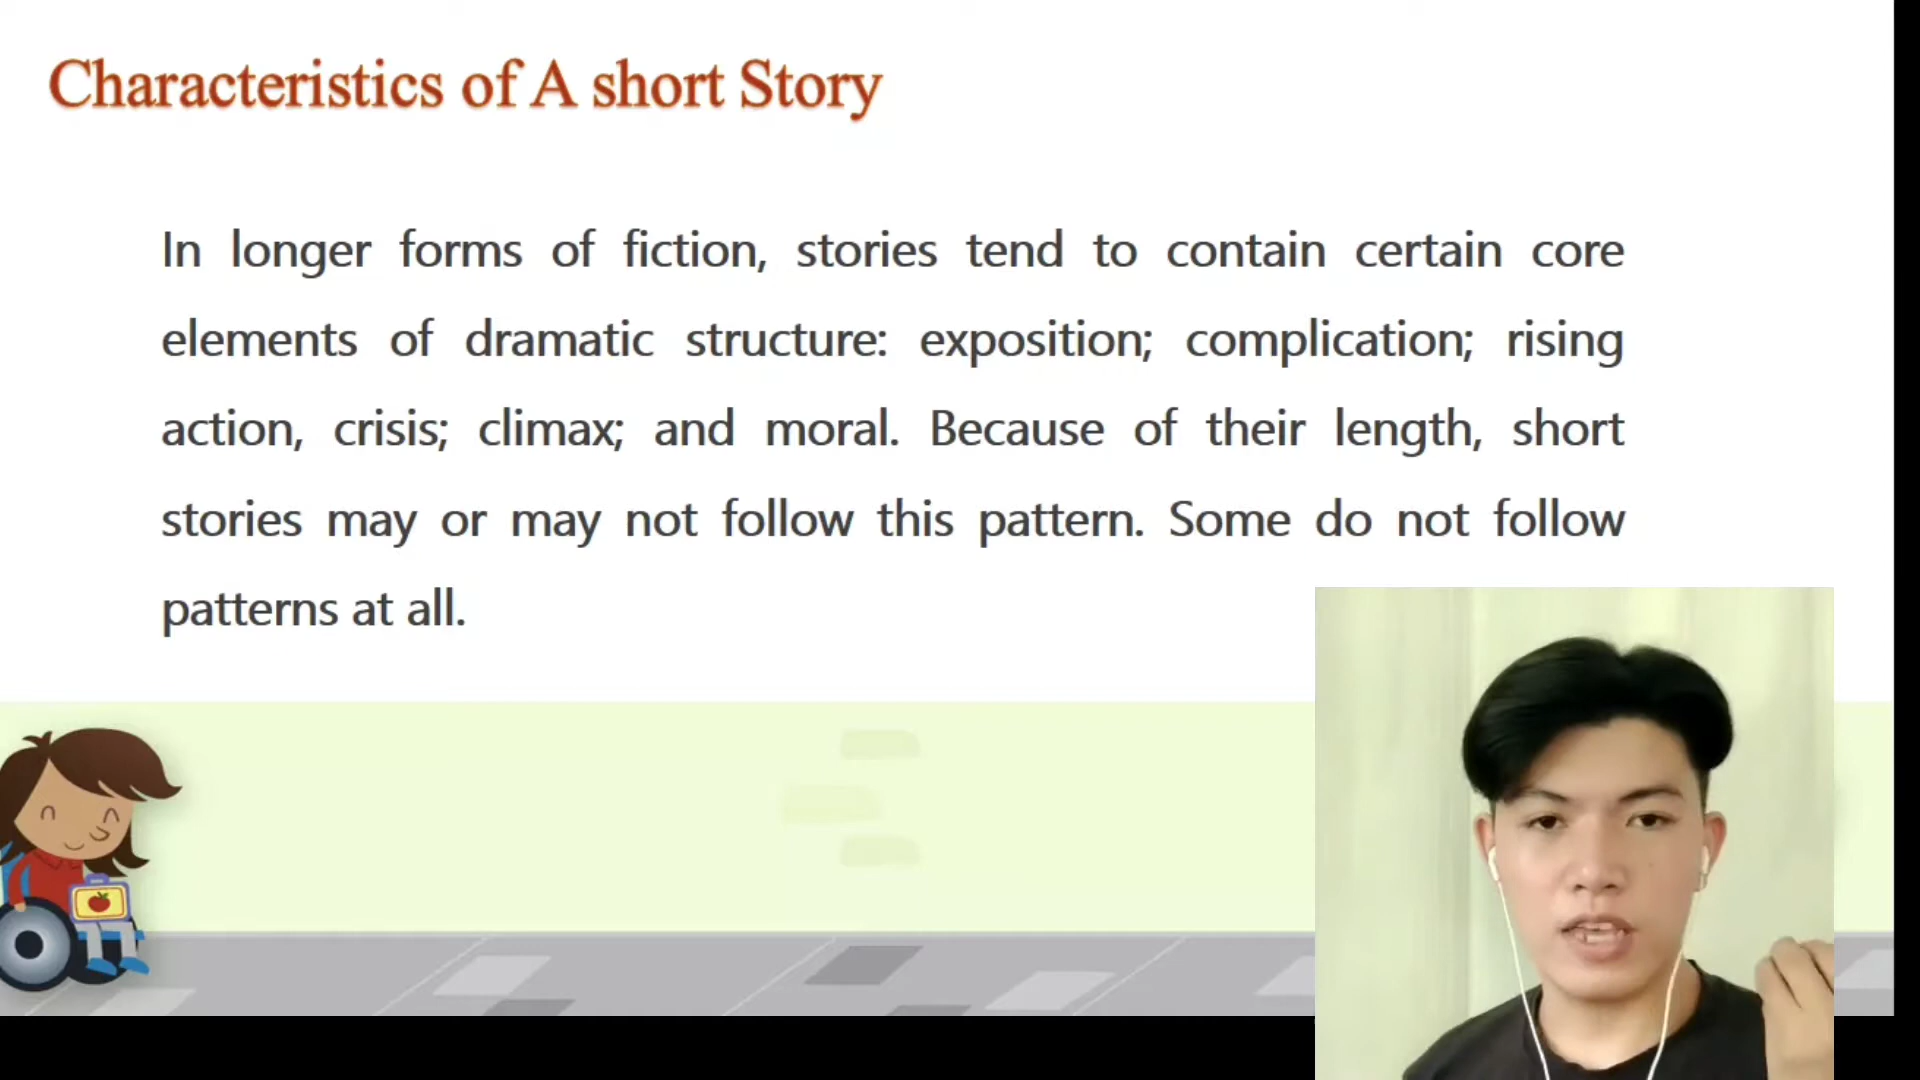 Characteristics of A short Story
In longer forms of fiction, stories tend to contain certain core
elements of dramatic structure: exposition; complication; rising
action, crisis; climax; and moral. Because of their length, short
stories may or may not follow this pattern. Some do not follow
patterns at all.